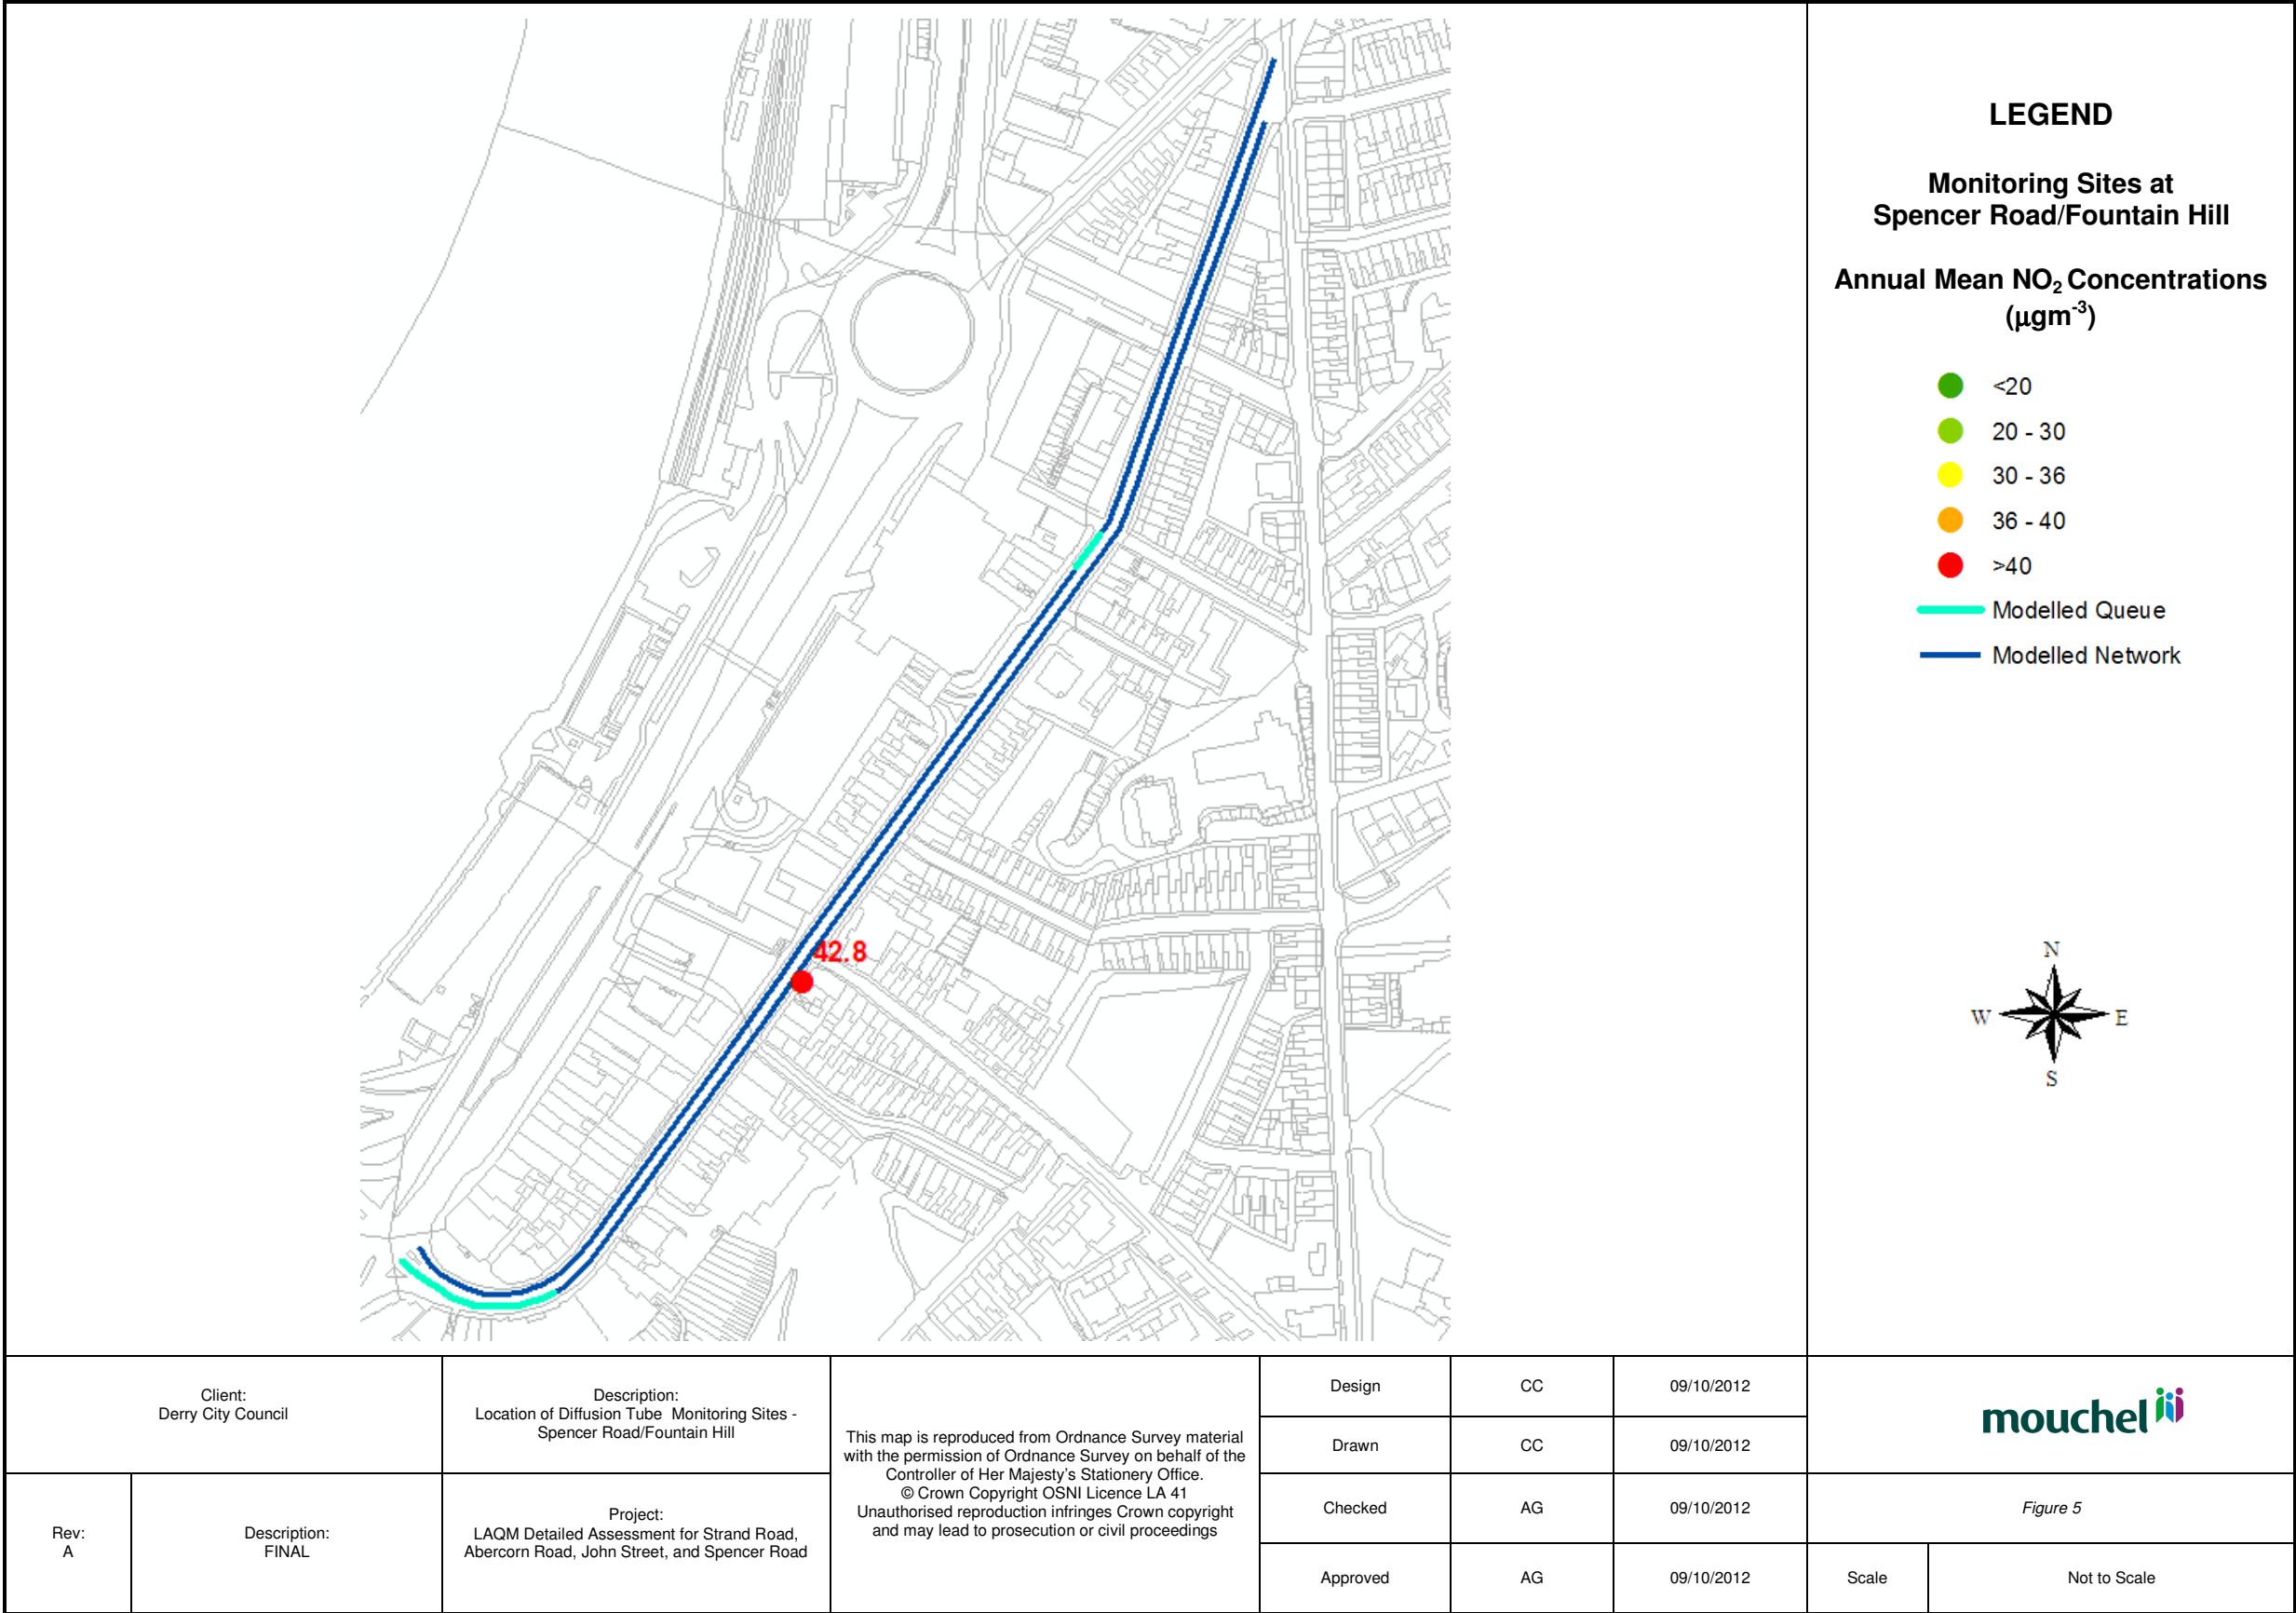 LEGEND
Monitoring Sites at
Spencer Road/Fountain Hill
Annual Mean NO₂ Concentrations
(µgm⁻³)
<20
20 - 30
30 - 36
36 - 40
>40
Modelled Queue
Modelled Network
42.8
N
W
E
S
Client:
Derry City Council
Description:
Location of Diffusion Tube Monitoring Sites -
Spencer Road/Fountain Hill
Rev:
A
Description:
FINAL
Project:
LAQM Detailed Assessment for Strand Road,
Abercorn Road, John Street, and Spencer Road
This map is reproduced from Ordnance Survey material
with the permission of Ordnance Survey on behalf of the
Controller of Her Majesty's Stationery Office.
© Crown Copyright OSNI Licence LA 41
Unauthorised reproduction infringes Crown copyright
and may lead to prosecution or civil proceedings
Design CC 09/10/2012
Drawn CC 09/10/2012
Checked AG 09/10/2012
Approved AG 09/10/2012
mouchel
Figure 5
Scale Not to Scale